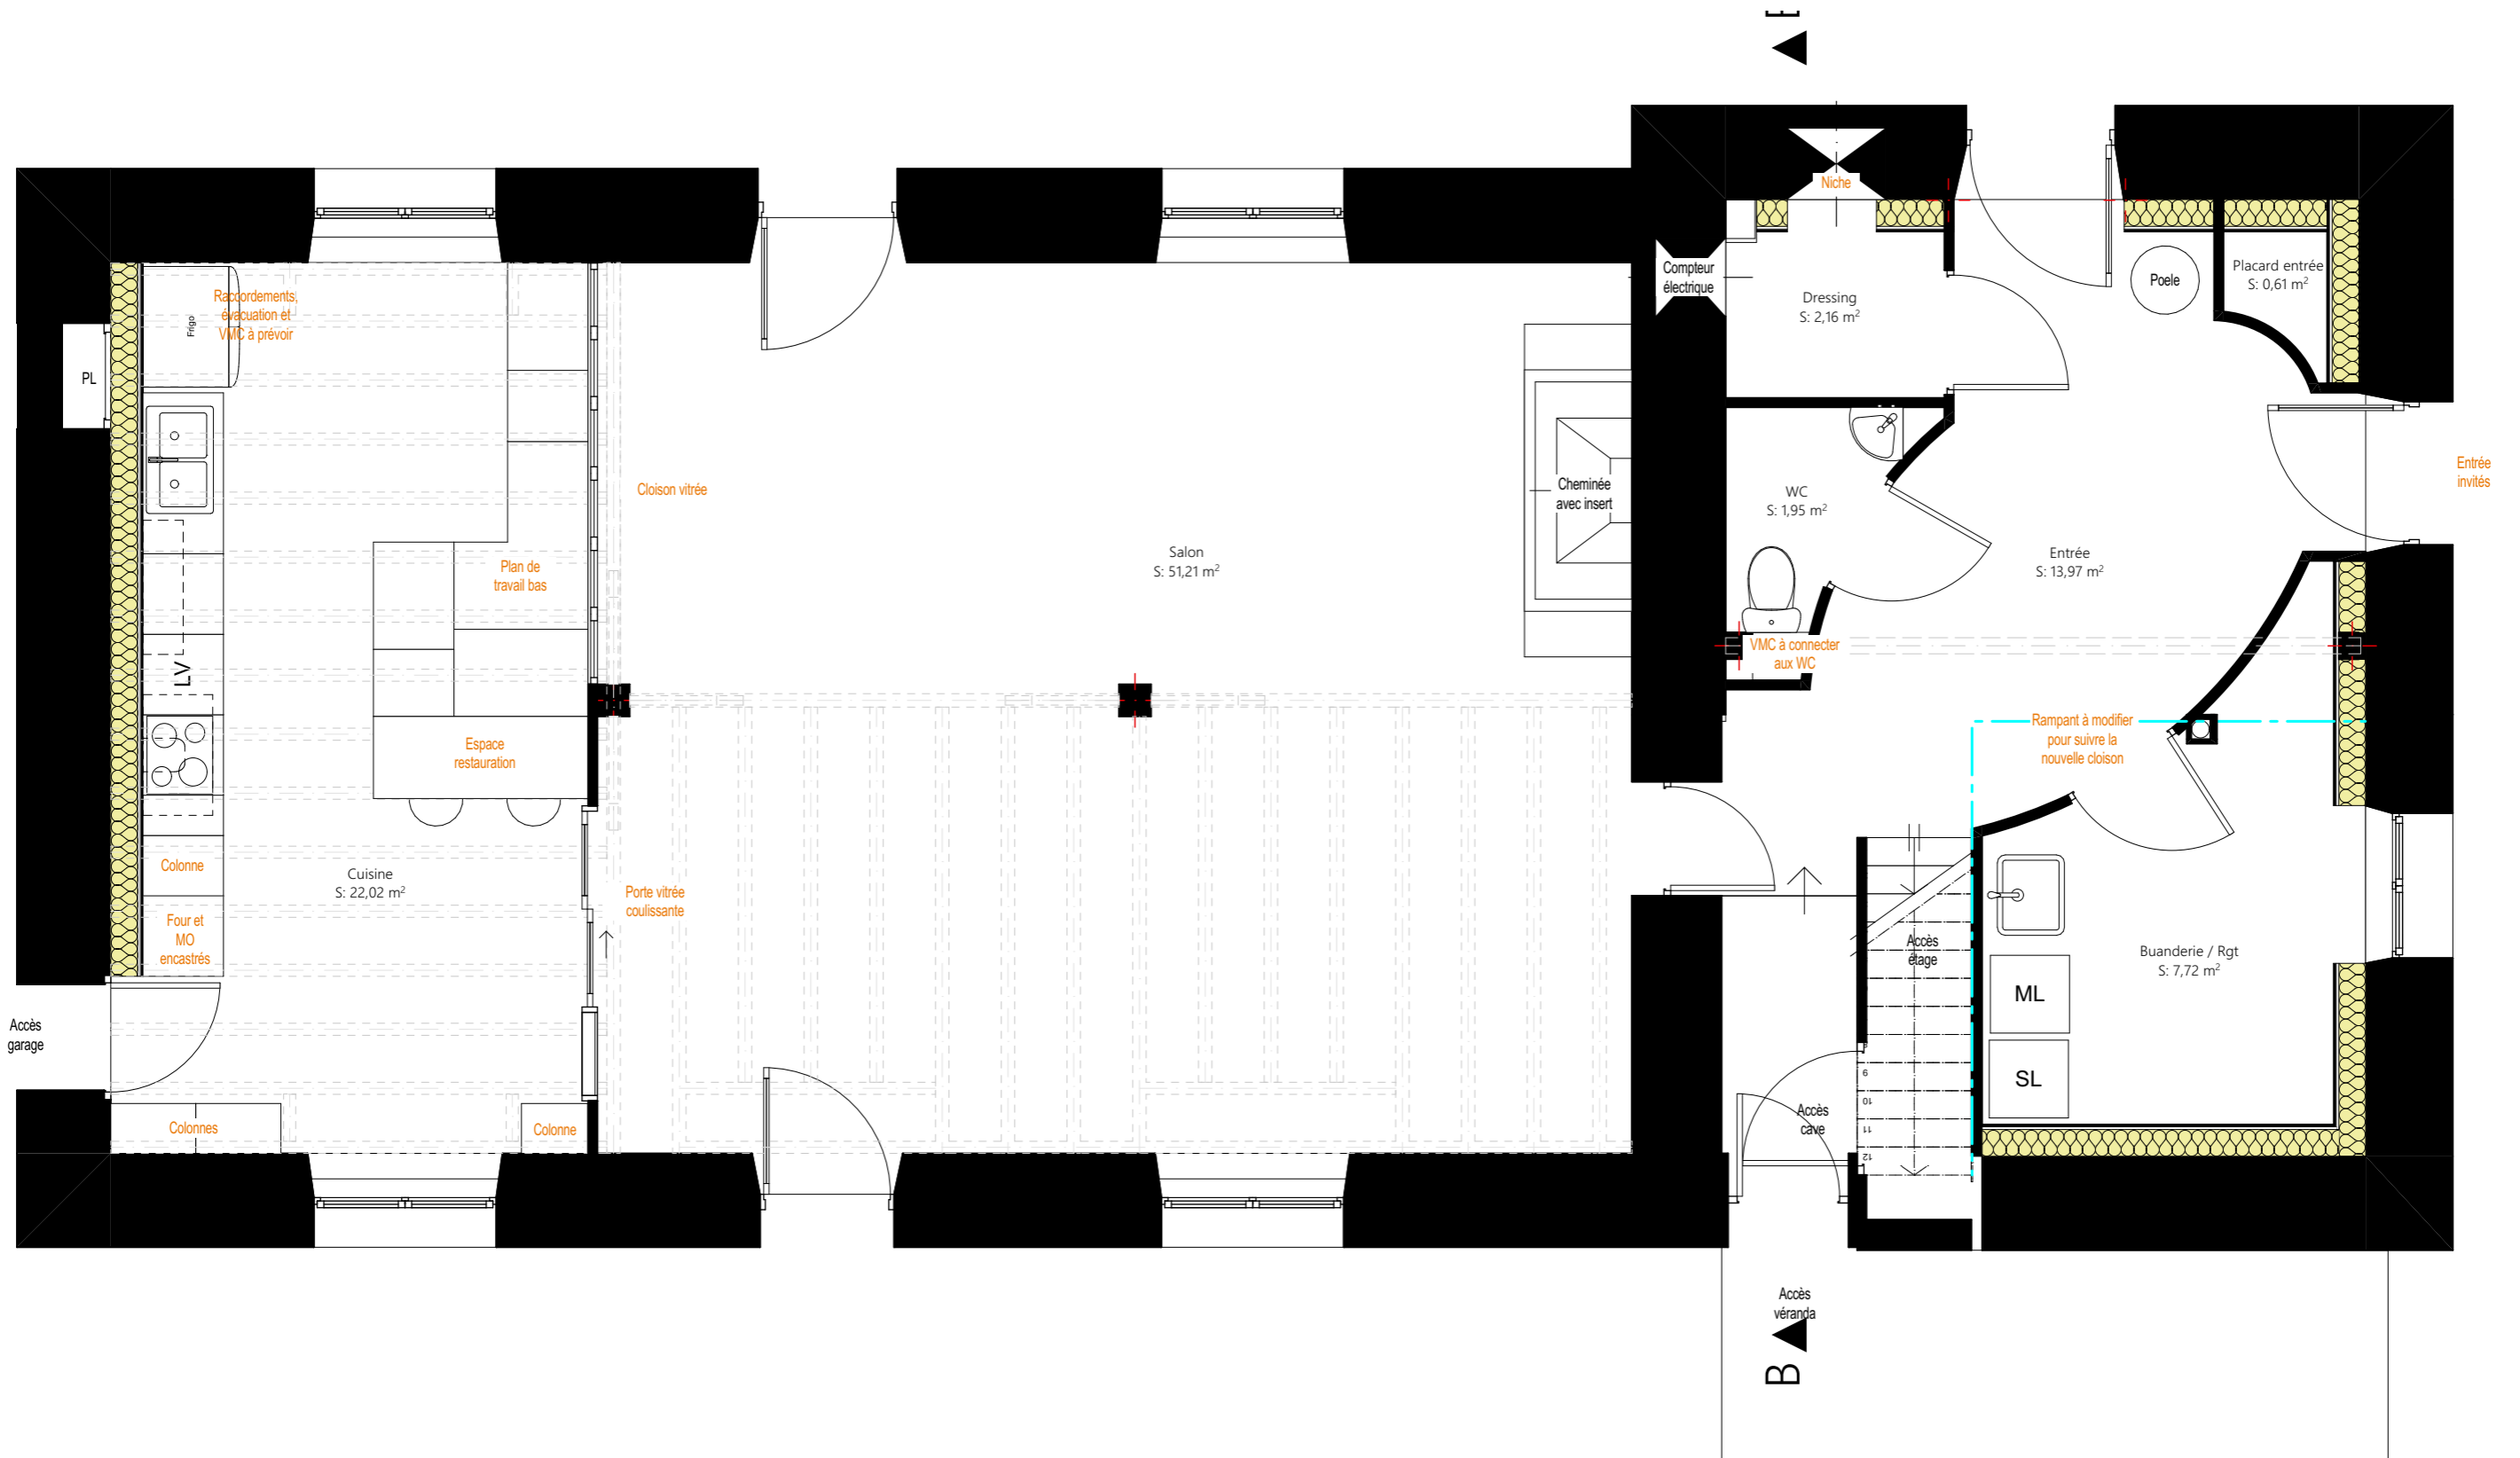 Niche
Compteur
électrique
Dressing
S: 2,16 m²
Poele
Placard entrée
S: 0,61 m²
Raccordements,
évacuation et
VMC à prévoir
Frigo
PL
Cloison vitrée
Cheminée
avec insert
WC
S: 1,95 m²
Entrée
invités
Salon
S: 51,21 m²
Entrée
S: 13,97 m²
Plan de
travail bas
LV
VMC à connecter
aux WC
Espace
restauration
Rampant à modifier
pour suivre la
nouvelle cloison
Colonne
Cuisine
S: 22,02 m²
Porte vitrée
coulissante
Four et
MO
encastrés
Accès
étage
Buanderie / Rgt
S: 7,72 m²
ML
Accès
garage
SL
9
10
11
12
Accès
cave
Colonnes
Colonne
Accès
véranda
B